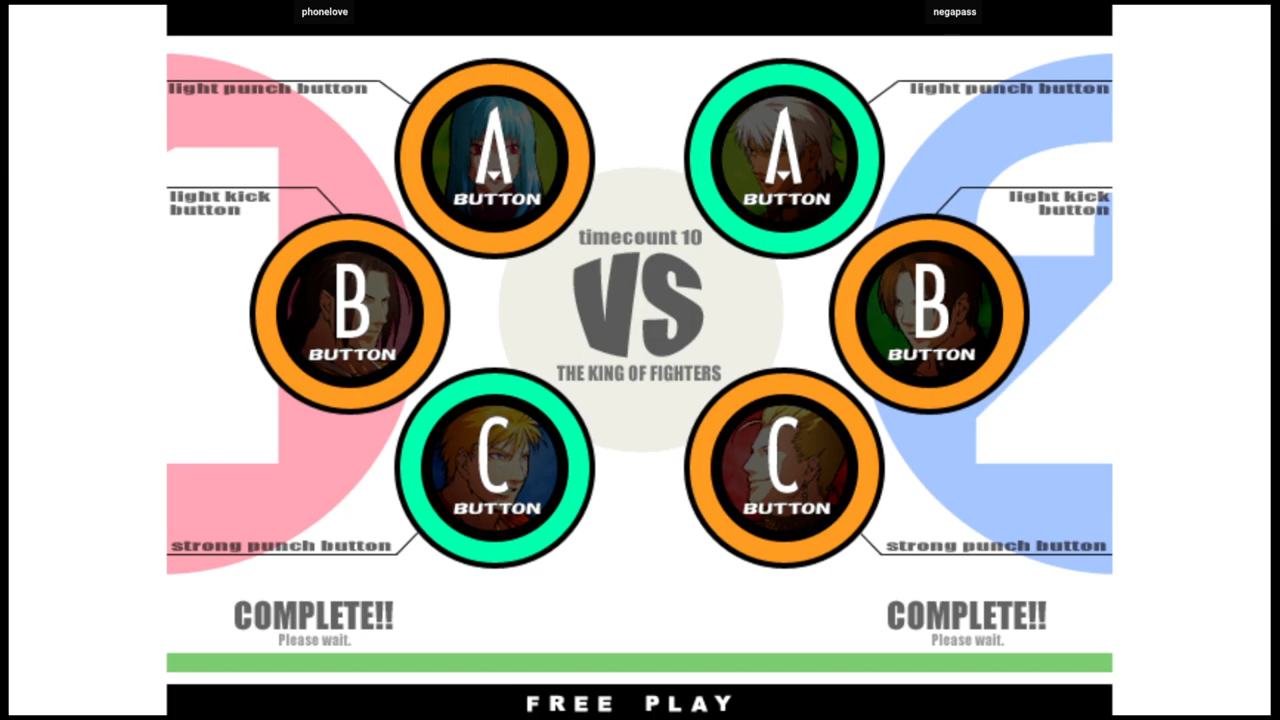 phonelove
negapass
light punch button
A
BUTTON
A
BUTTON
light punch button
light kick
button
B
BUTTON
timecount 10
VS
THE KING OF FIGHTERS
light kick
button
B
BUTTON
C
BUTTON
C
BUTTON
strong punch button
strong punch button
COMPLETE!!
Please wait.
COMPLETE!!
Please wait.
FREE PLAY
1
2